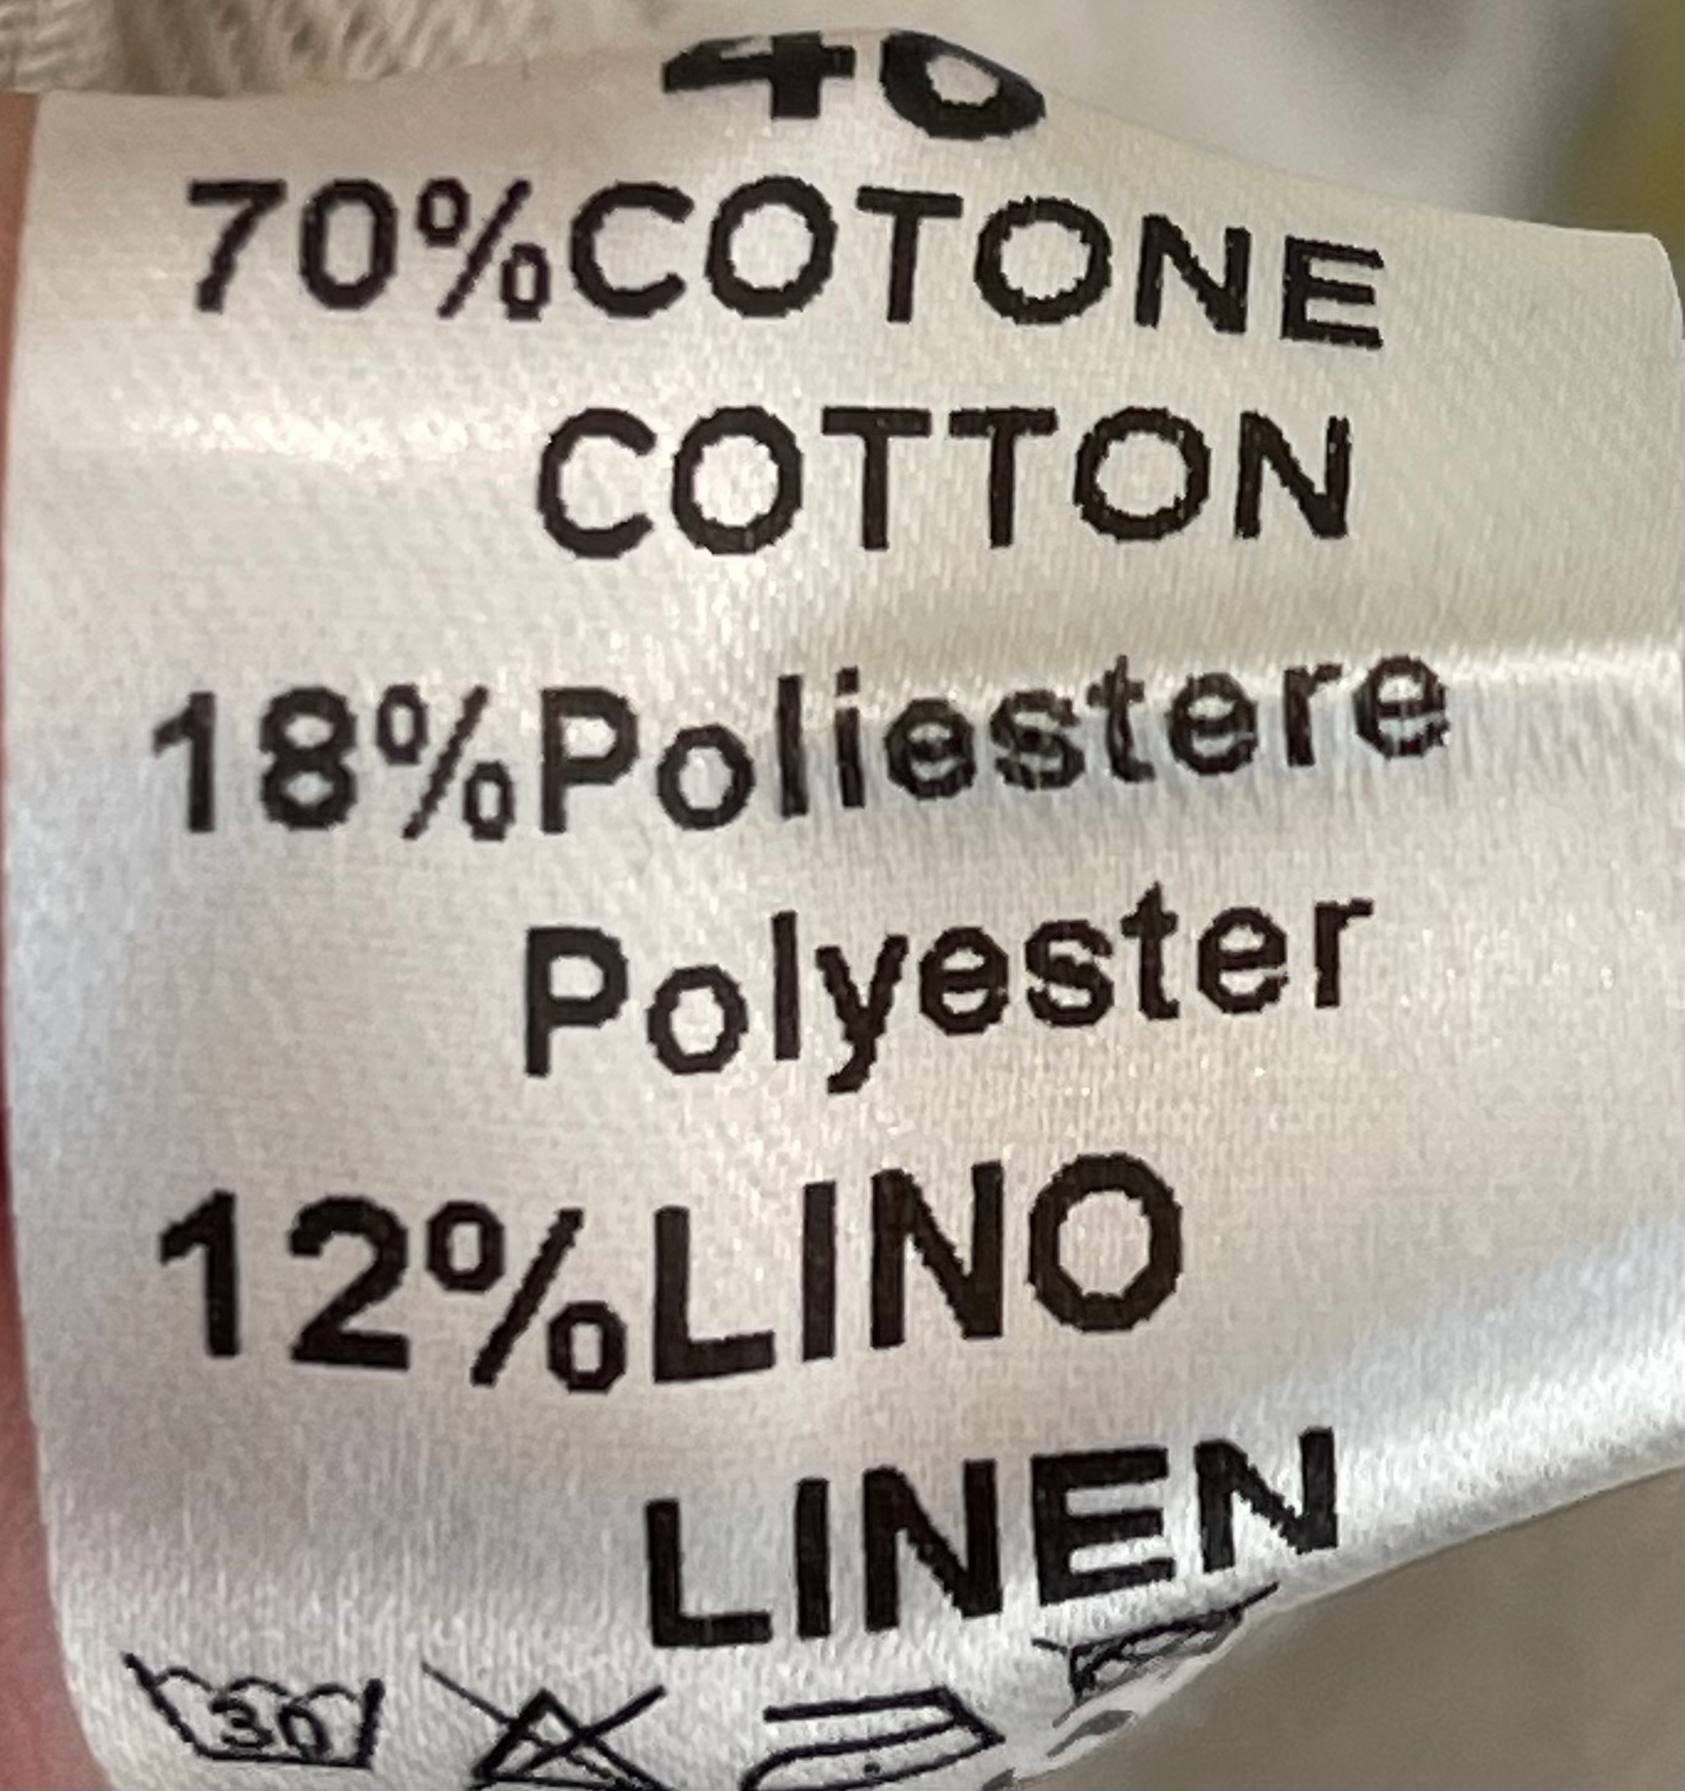 40
70%COTONE
COTTON
18%Poliestere
Polyester
12%LINO
LINEN
30